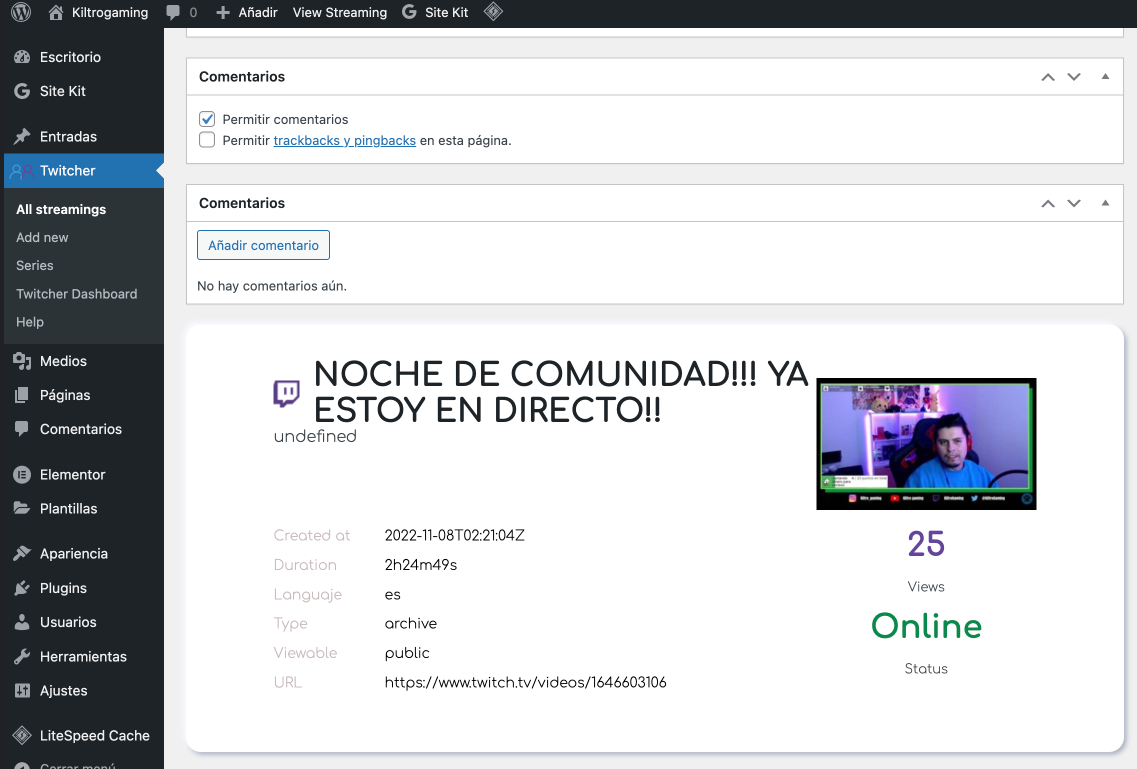 Kiltrogaming 0 Añadir View Streaming Site Kit
Escritorio
Site Kit
Entradas
Twitcher
All streamings
Add new
Series
Twitcher Dashboard
Help
Medios
Páginas
Comentarios
Elementor
Plantillas
Apariencia
Plugins
Usuarios
Herramientas
Ajustes
LiteSpeed Cache
Cerrar menú
Comentarios
Permitir comentarios
Permitir trackbacks y pingbacks en esta página.
Comentarios
Añadir comentario
No hay comentarios aún.
NOCHE DE COMUNIDAD!!! YA
ESTOY EN DIRECTO!!
undefined
Created at 2022-11-08T02:21:04Z
Duration 2h24m49s
Languaje es
Type archive
Viewable public
URL https://www.twitch.tv/videos/1646603106
25
Views
Online
Status